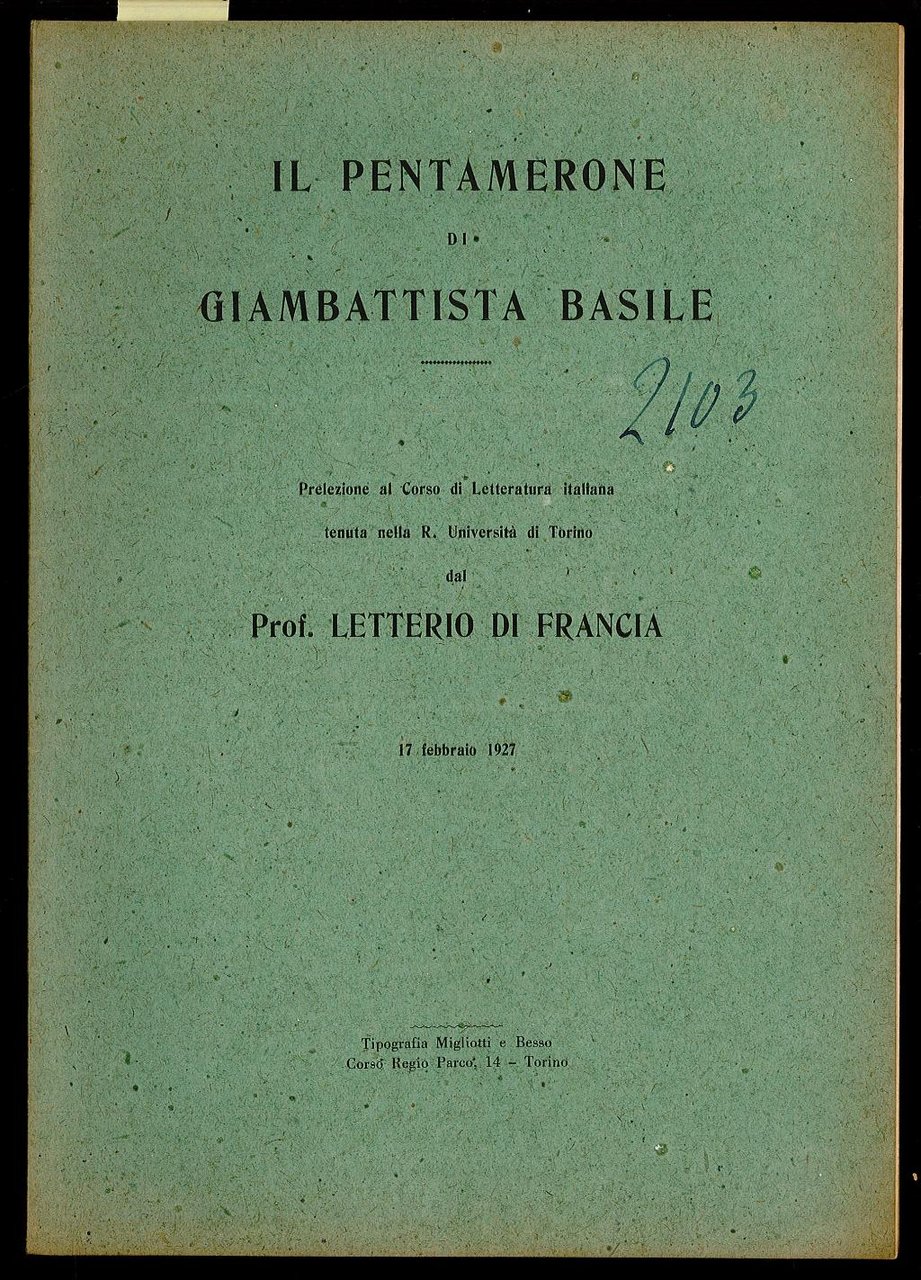 IL PENTAMERONE
DI
GIAMBATTISTA BASILE
2103
Prelezione al Corso di Letteratura italiana
tenuta nella R. Università di Torino
dal
Prof. LETTERIO DI FRANCIA
17 febbraio 1927
Tipografia Migliotti e Besso
Corso Regio Parco, 14 – Torino